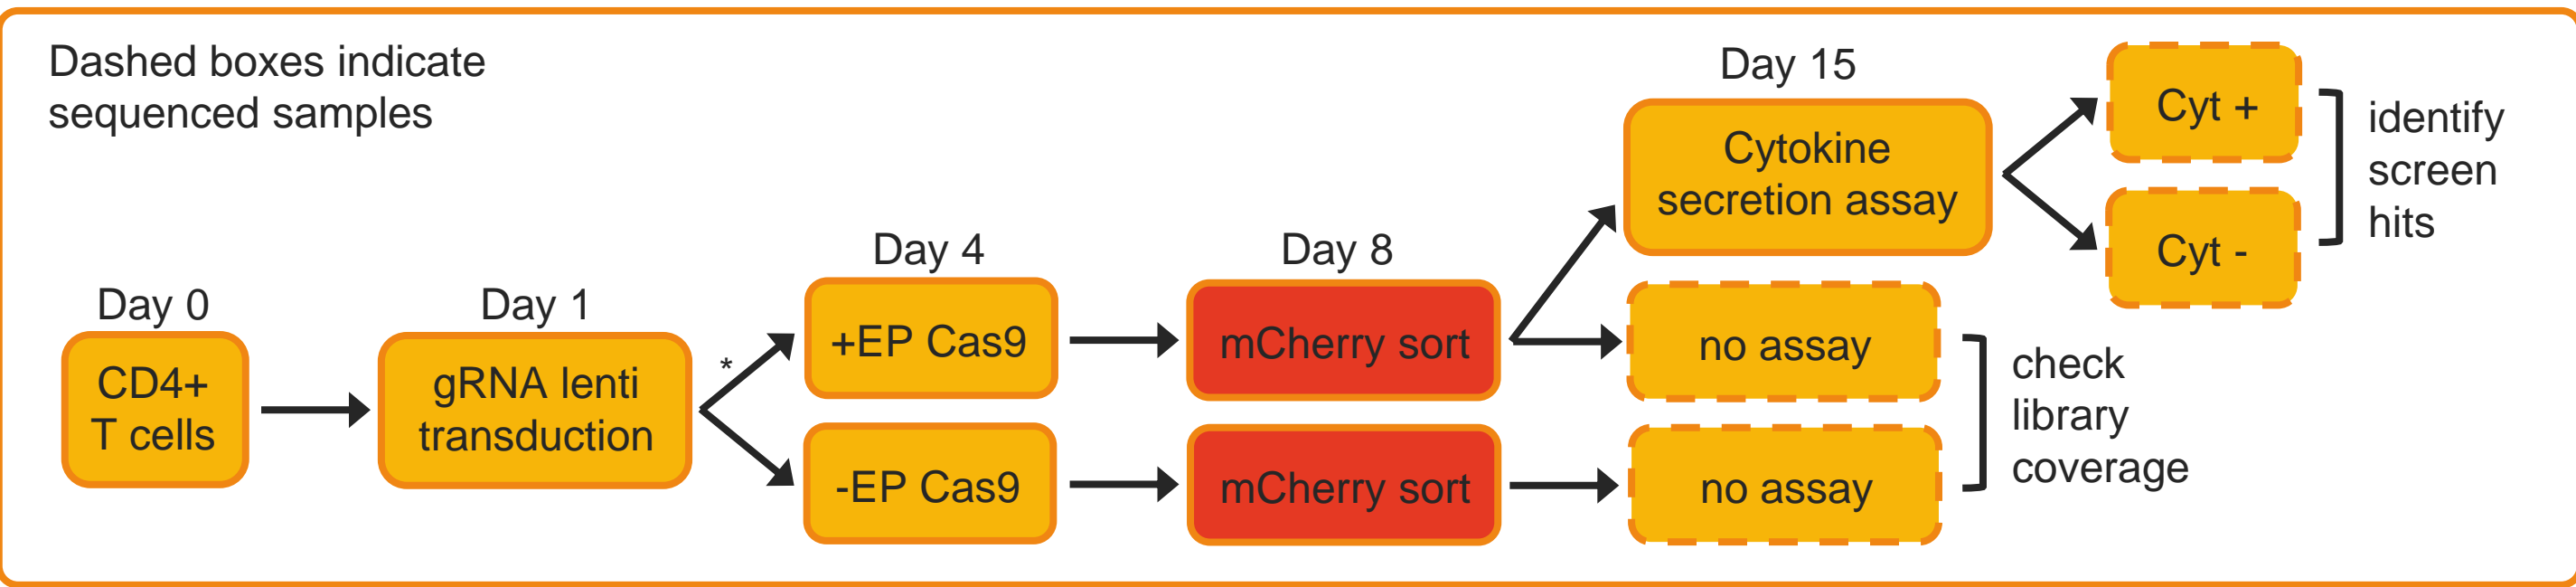 Dashed boxes indicate
sequenced samples
Day 0
CD4+
T cells
Day 1
gRNA lenti
transduction
*
Day 4
+EP Cas9
-EP Cas9
Day 8
mCherry sort
mCherry sort
Day 15
Cytokine
secretion assay
no assay
no assay
Cyt +
Cyt -
identify
screen
hits
check
library
coverage